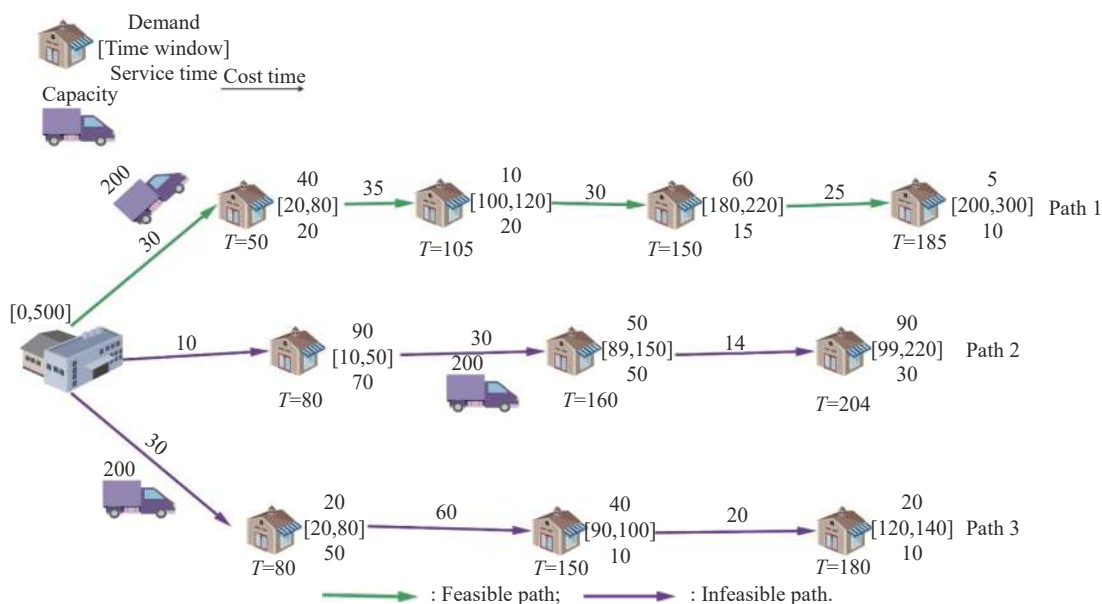 Demand
[Time window]
Service time
Cost time
Capacity
200
30
40
[20,80]
20
T=50
35
10
[100,120]
20
T=105
30
60
[180,220]
15
T=150
25
5
[200,300]
10
T=185
Path 1
[0,500]
10
90
[10,50]
70
T=80
30
200
50
[89,150]
50
T=160
14
90
[99,220]
30
T=204
Path 2
30
200
20
[20,80]
50
T=80
60
40
[90,100]
10
T=150
20
20
[120,140]
10
T=180
Path 3
: Feasible path;
: Infeasible path.